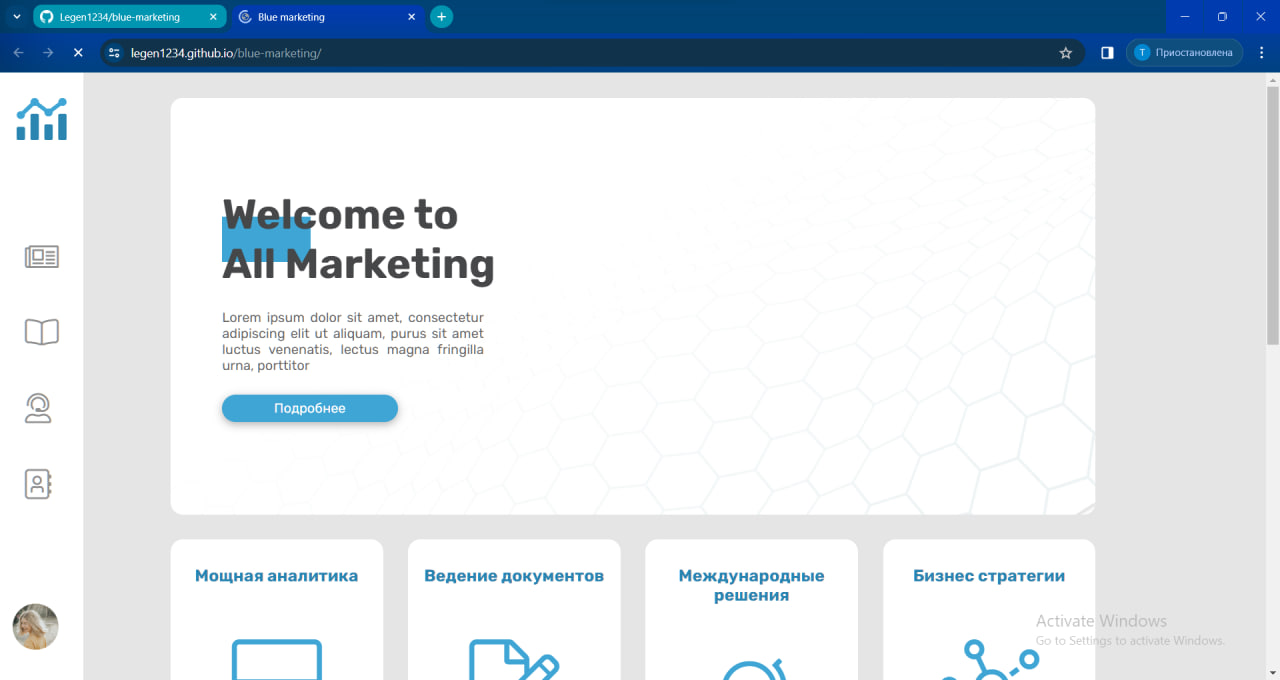 Legen1234/blue-marketing
Blue marketing
legen1234.github.io/blue-marketing/
T Приостановлена
Welcome to
All Marketing
Lorem ipsum dolor sit amet, consectetur
adipiscing elit ut aliquam, purus sit amet
luctus venenatis, lectus magna fringilla
urna, porttitor
Подробнее
Мощная аналитика
Ведение документов
Международные
решения
Бизнес стратегии
Activate Windows
Go to Settings to activate Windows.